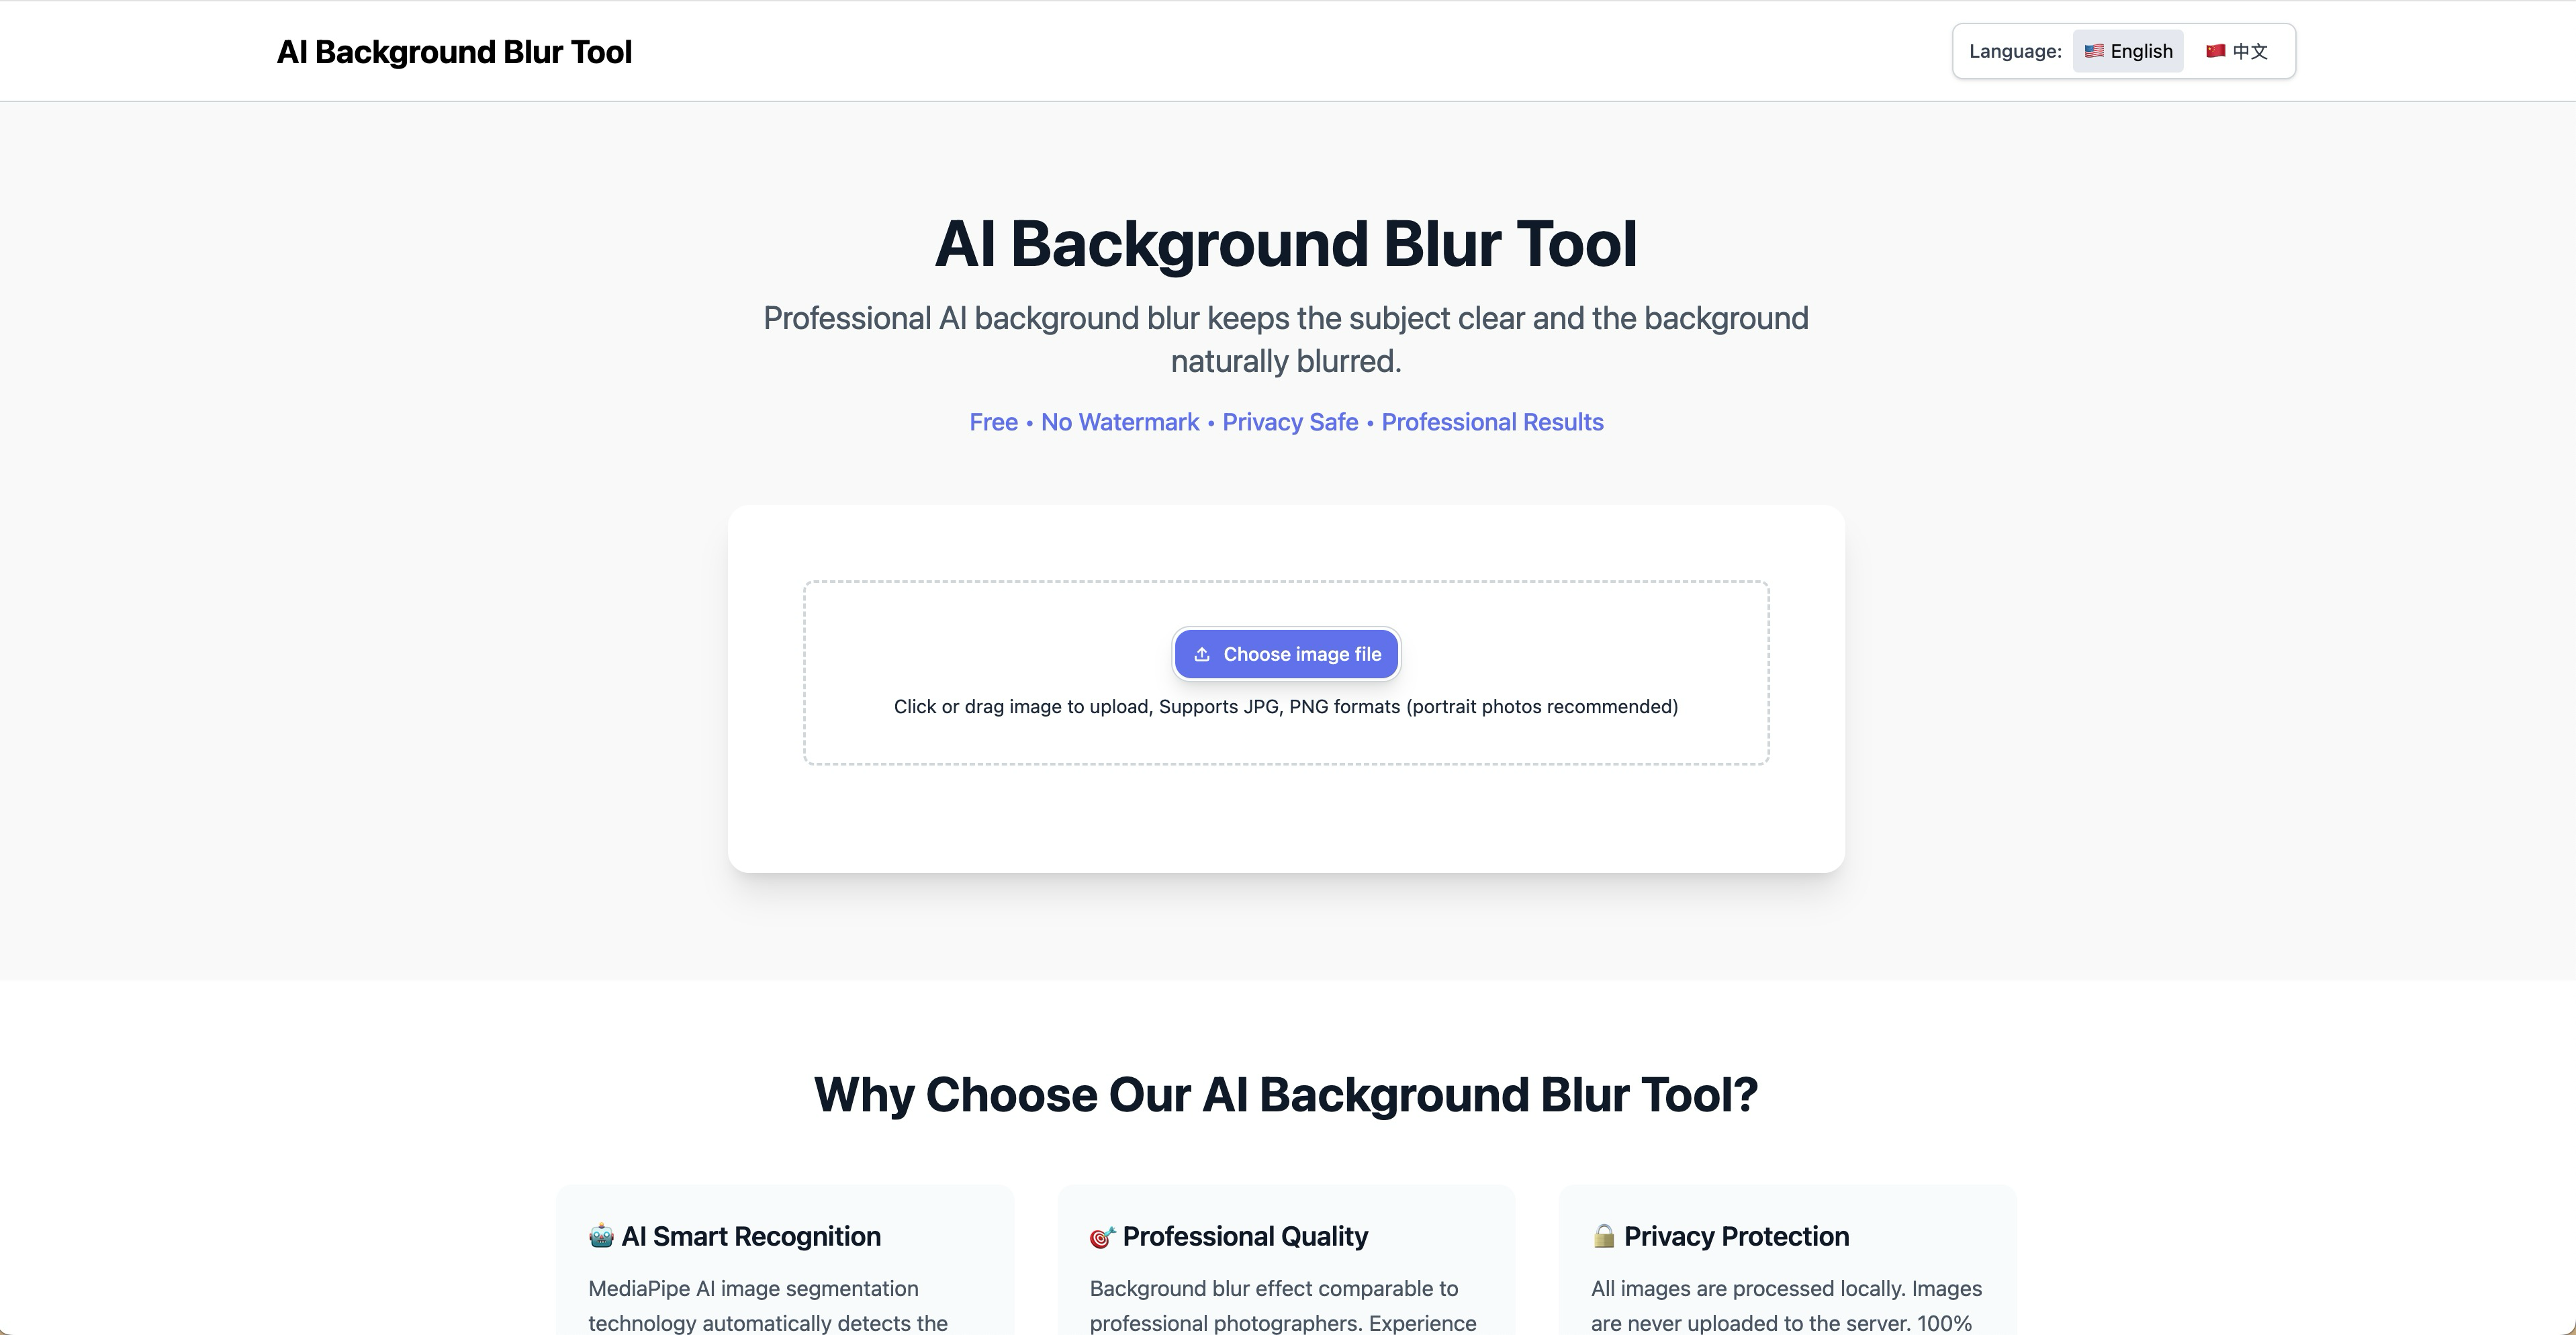 AI Background Blur Tool
Language: 🇺🇸 English 🇨🇳 中文
AI Background Blur Tool
Professional AI background blur keeps the subject clear and the background
naturally blurred.
Free • No Watermark • Privacy Safe • Professional Results
Choose image file
Click or drag image to upload, Supports JPG, PNG formats (portrait photos recommended)
Why Choose Our AI Background Blur Tool?
🤖 AI Smart Recognition
MediaPipe AI image segmentation
technology automatically detects the
🎯 Professional Quality
Background blur effect comparable to
professional photographers. Experience
🔒 Privacy Protection
All images are processed locally. Images
are never uploaded to the server. 100%